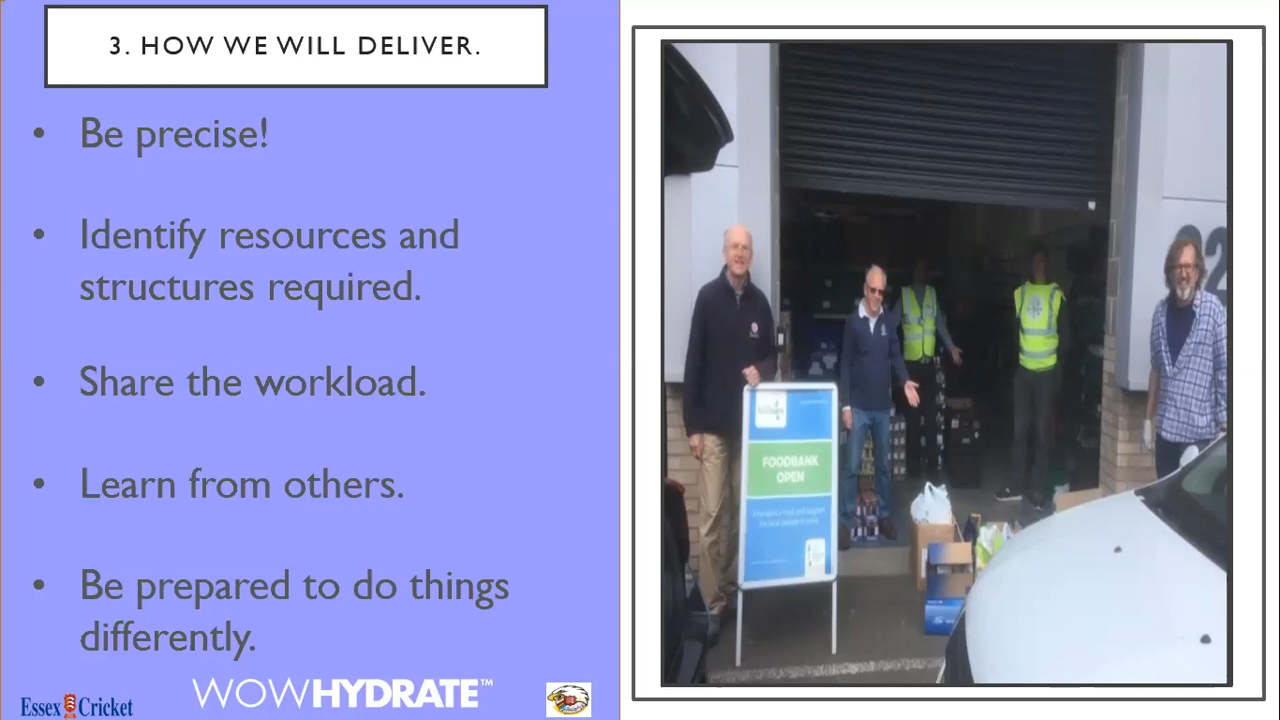 3. HOW WE WILL DELIVER.
• Be precise!
• Identify resources and
structures required.
• Share the workload.
• Learn from others.
• Be prepared to do things
differently.
Essex Cricket
WOWHYDRATE™
FOODBANK
OPEN
22